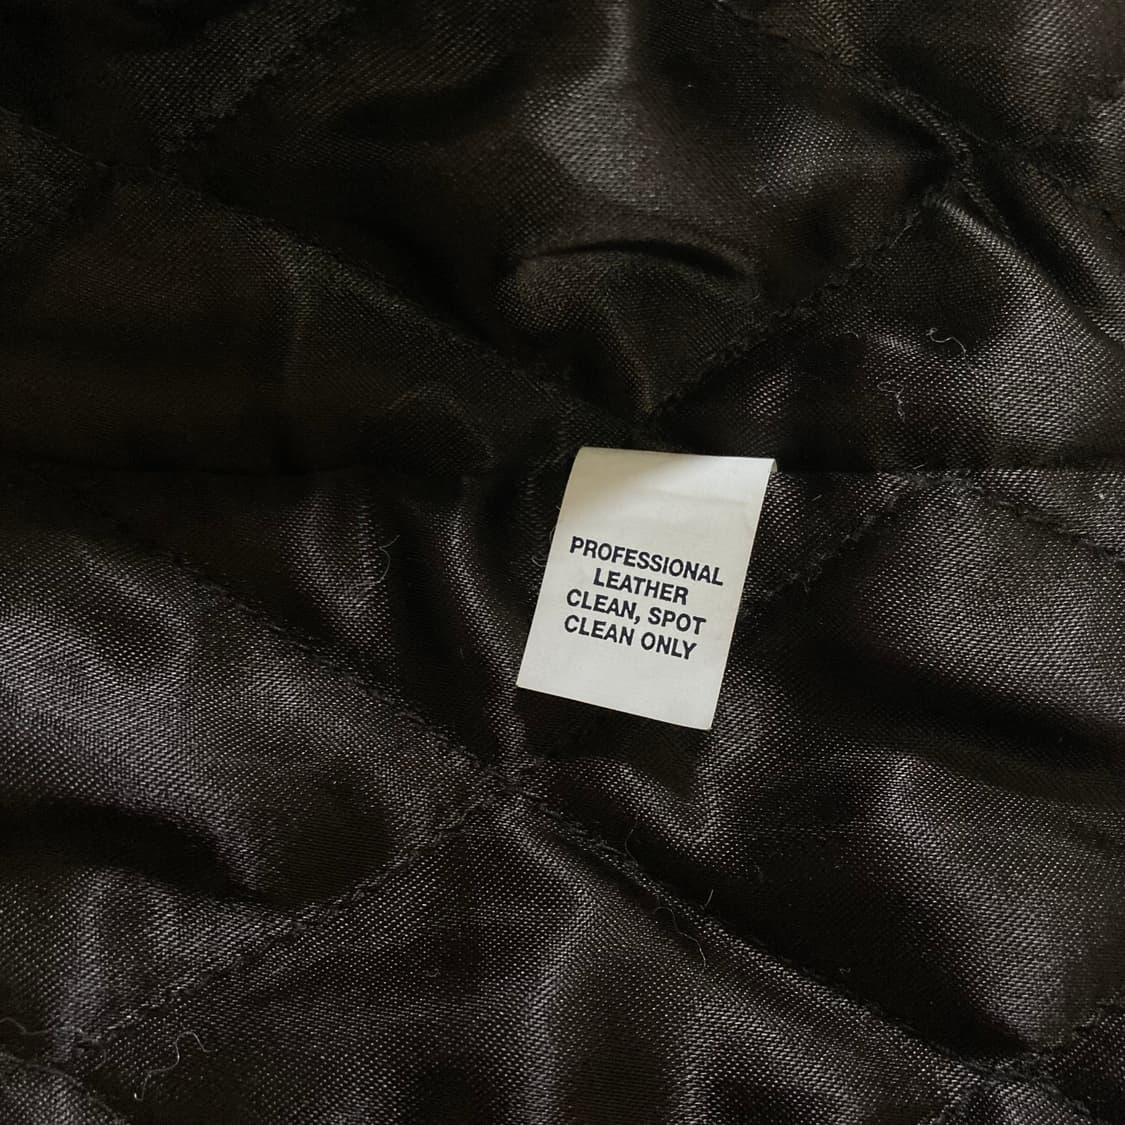 PROFESSIONAL
LEATHER
CLEAN, SPOT
CLEAN ONLY